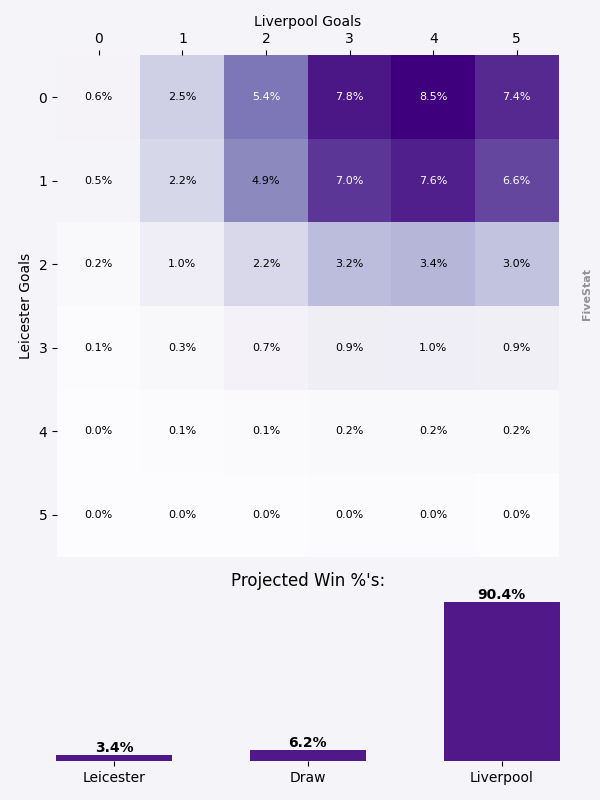 Liverpool Goals
0 1 2 3 4 5
0 0.6% 2.5% 5.4% 7.8% 8.5% 7.4%
1 0.5% 2.2% 4.9% 7.0% 7.6% 6.6%
2 0.2% 1.0% 2.2% 3.2% 3.4% 3.0%
3 0.1% 0.3% 0.7% 0.9% 1.0% 0.9%
4 0.0% 0.1% 0.1% 0.2% 0.2% 0.2%
5 0.0% 0.0% 0.0% 0.0% 0.0% 0.0%
Leicester Goals
FiveStat
Projected Win %'s:
3.4% 6.2% 90.4%
Leicester Draw Liverpool